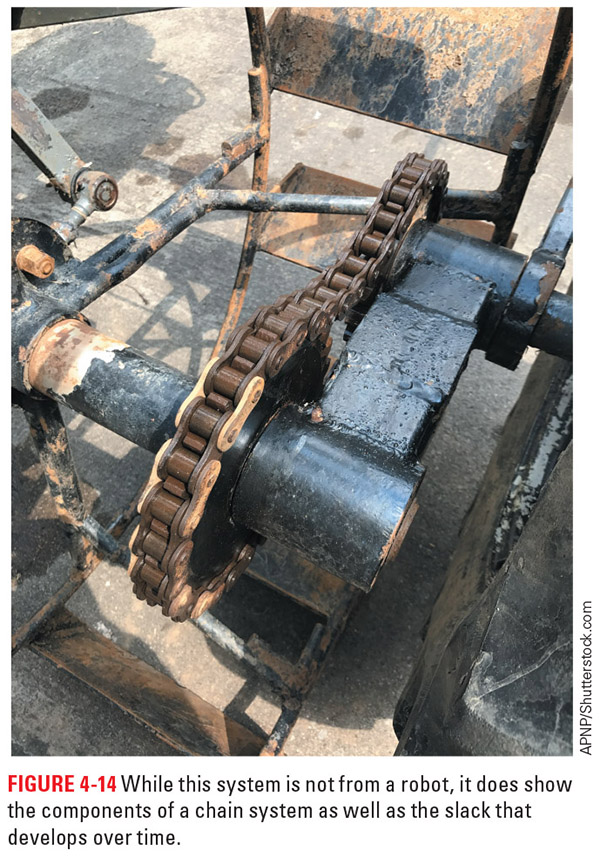 APNP/Shutterstock.com
FIGURE 4-14 While this system is not from a robot, it does show
the components of a chain system as well as the slack that
develops over time.